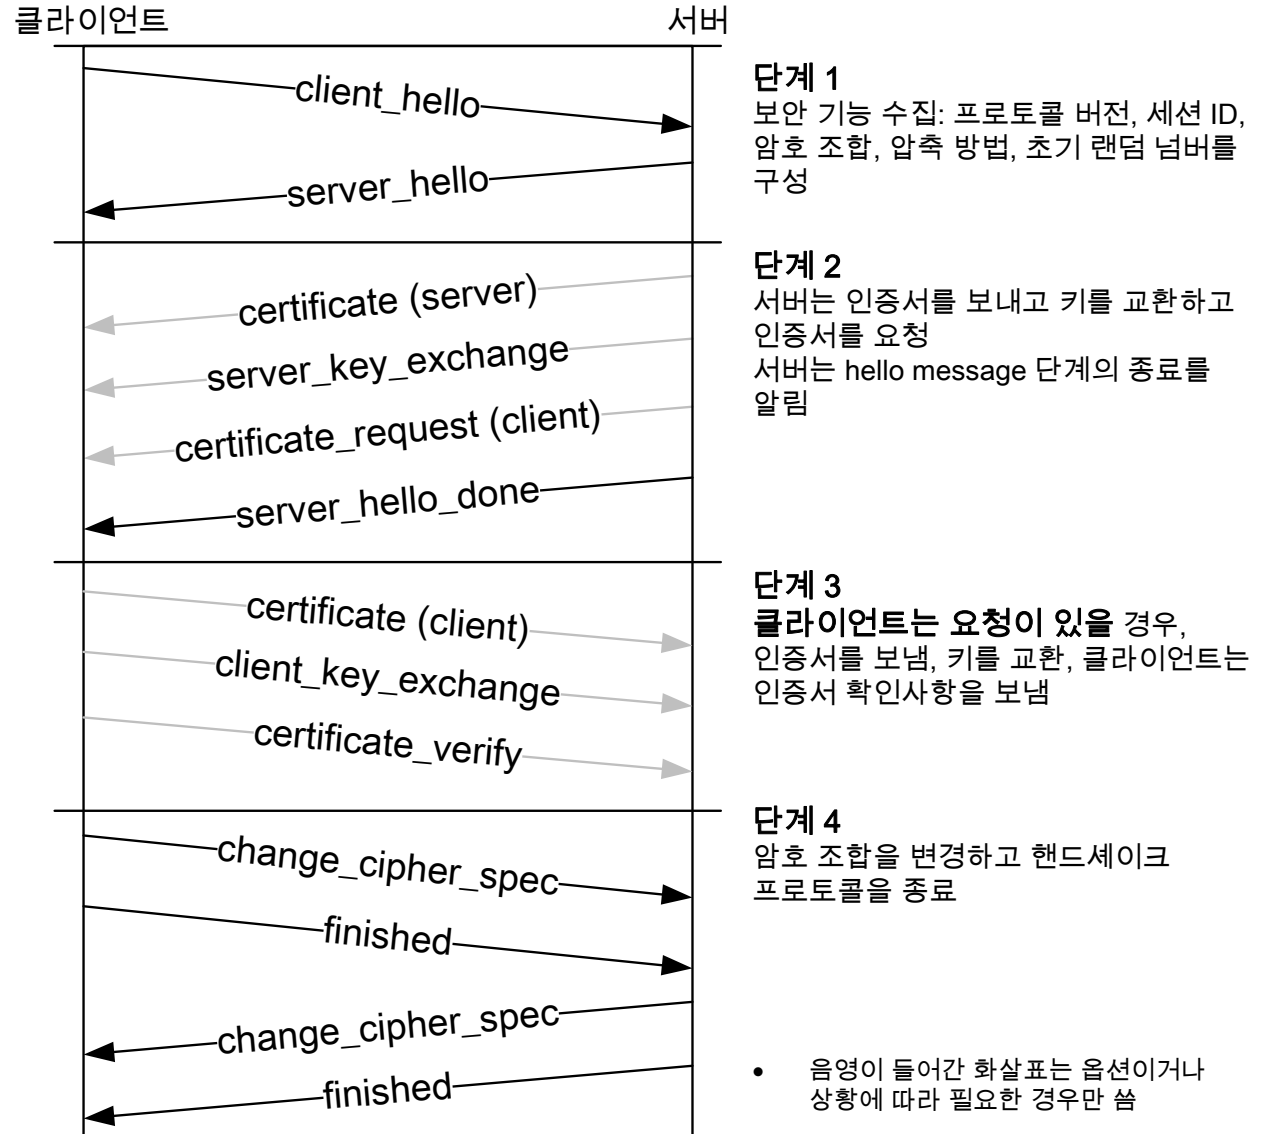 클라이언트
서버
client_hello
server_hello
단계 1
보안 기능 수집: 프로토콜 버전, 세션 ID,
암호 조합, 압축 방법, 초기 랜덤 넘버를
구성
certificate (server)
server_key_exchange
certificate_request (client)
server_hello_done
단계 2
서버는 인증서를 보내고 키를 교환하고
인증서를 요청
서버는 hello message 단계의 종료를
알림
certificate (client)
client_key_exchange
certificate_verify
단계 3
클라이언트는 요청이 있을 경우,
인증서를 보냄, 키를 교환, 클라이언트는
인증서 확인사항을 보냄
change_cipher_spec
finished
change_cipher_spec
finished
단계 4
암호 조합을 변경하고 핸드셰이크
프로토콜을 종료
• 음영이 들어간 화살표는 옵션이거나
상황에 따라 필요한 경우만 씀